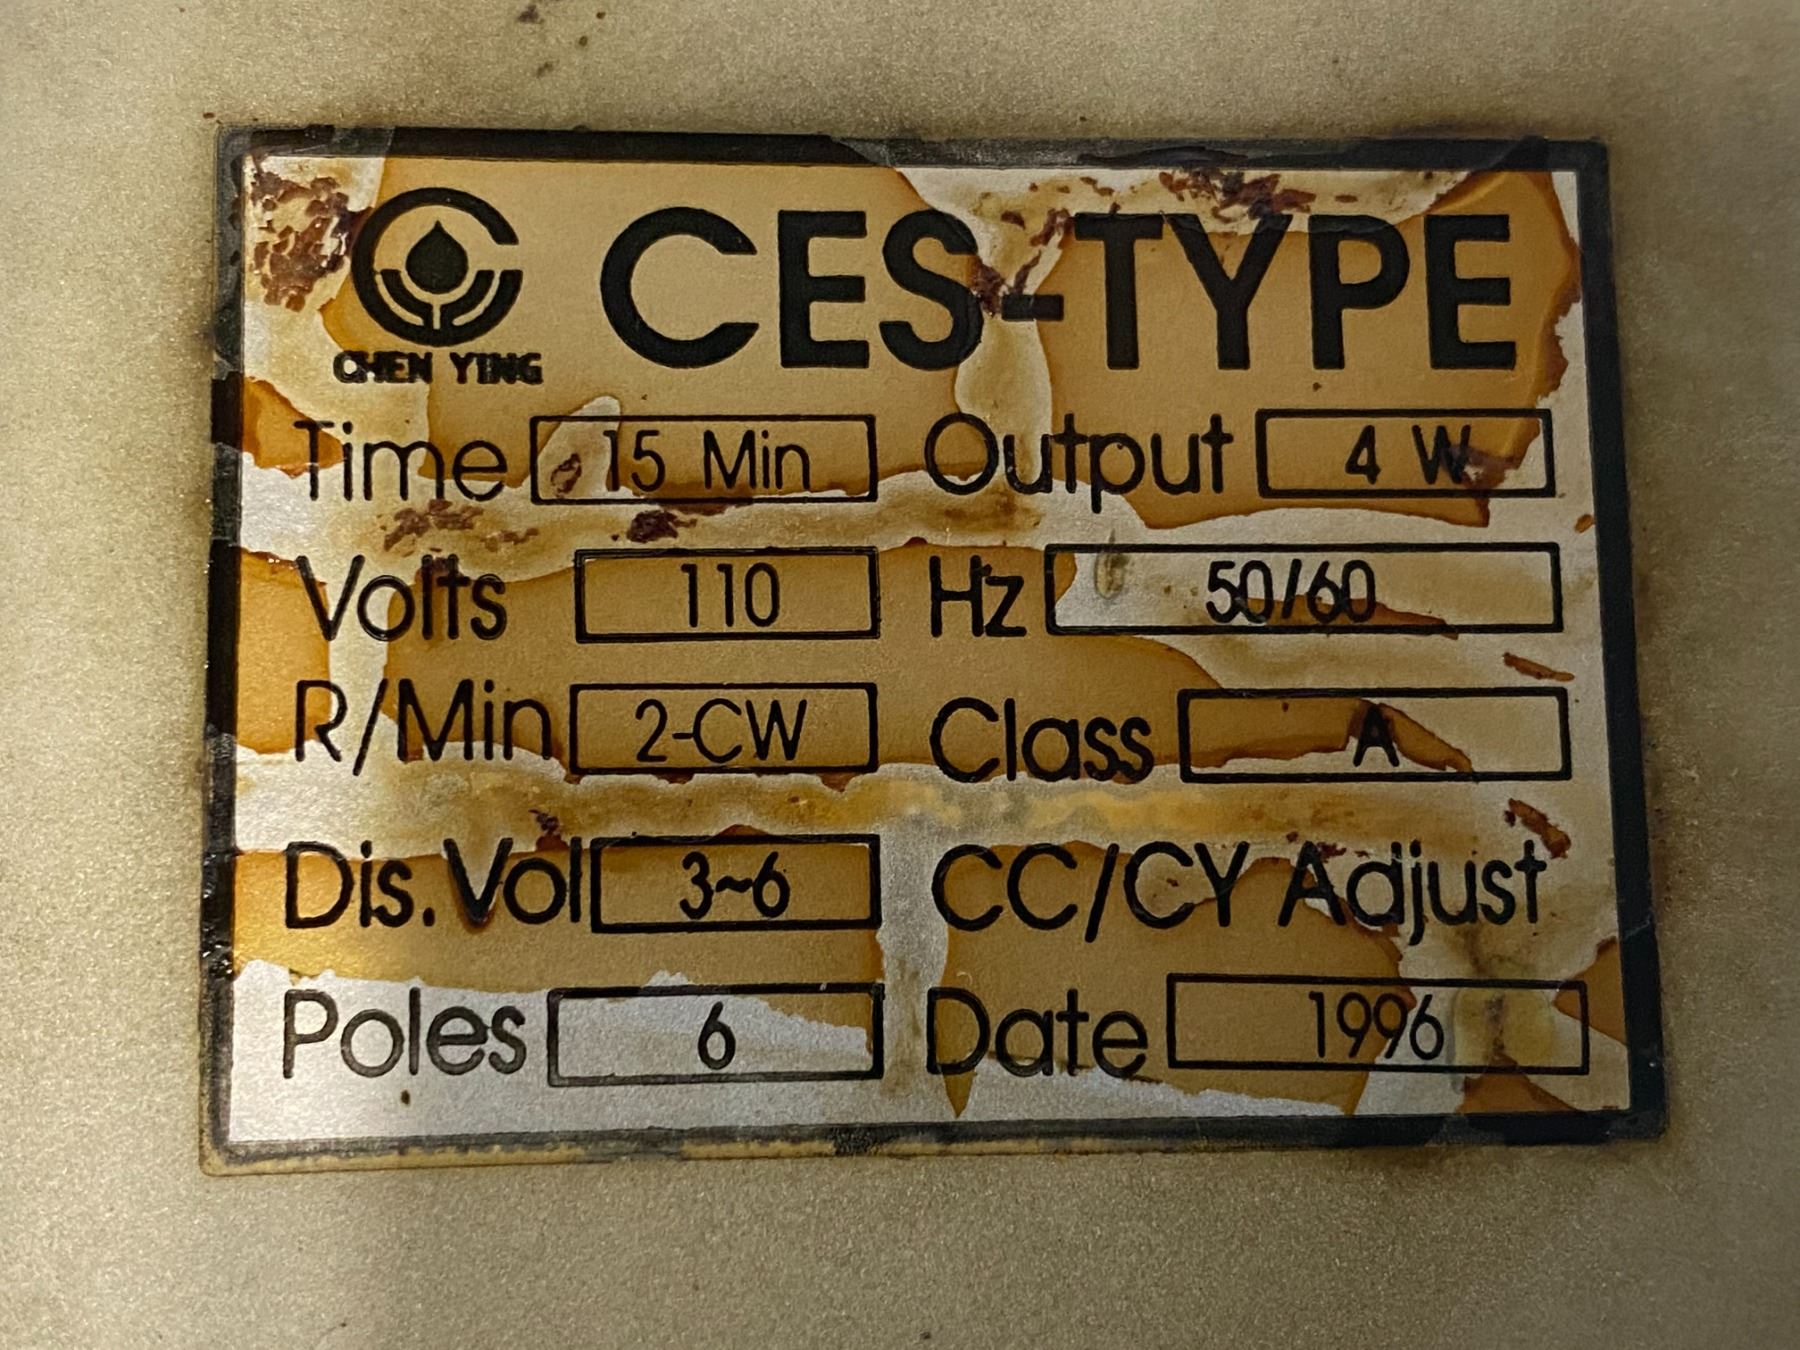 CES-TYPE
CHEN YING
Time 15 Min Output 4 W
Volts 110 Hz 50/60
R/Min 2-CW Class A
Dis.Vol 3~6 CC/CY Adjust
Poles 6 Date 1996